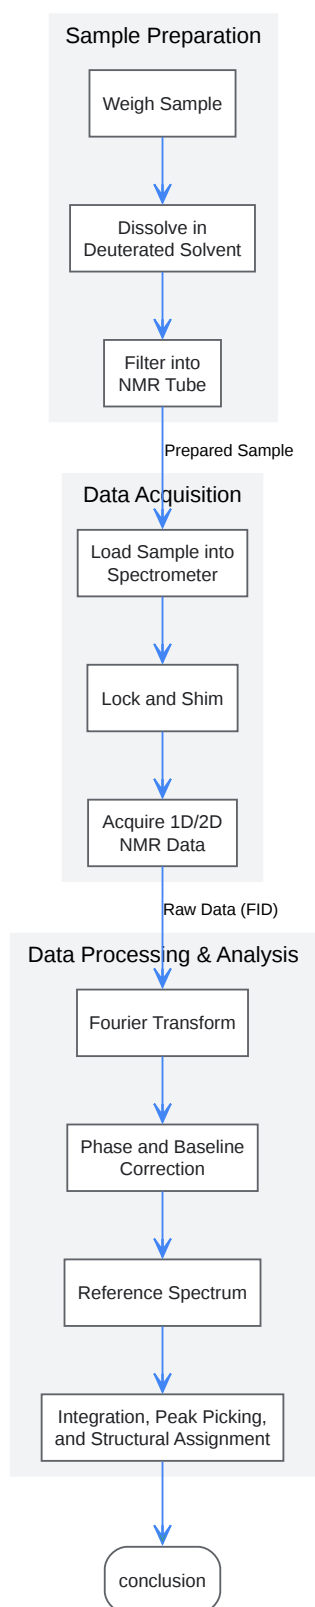 Sample Preparation
Weigh Sample
Dissolve in
Deuterated Solvent
Filter into
NMR Tube
Prepared Sample
Data Acquisition
Load Sample into
Spectrometer
Lock and Shim
Acquire 1D/2D
NMR Data
Raw Data (FID)
Data Processing & Analysis
Fourier Transform
Phase and Baseline
Correction
Reference Spectrum
Integration, Peak Picking,
and Structural Assignment
conclusion